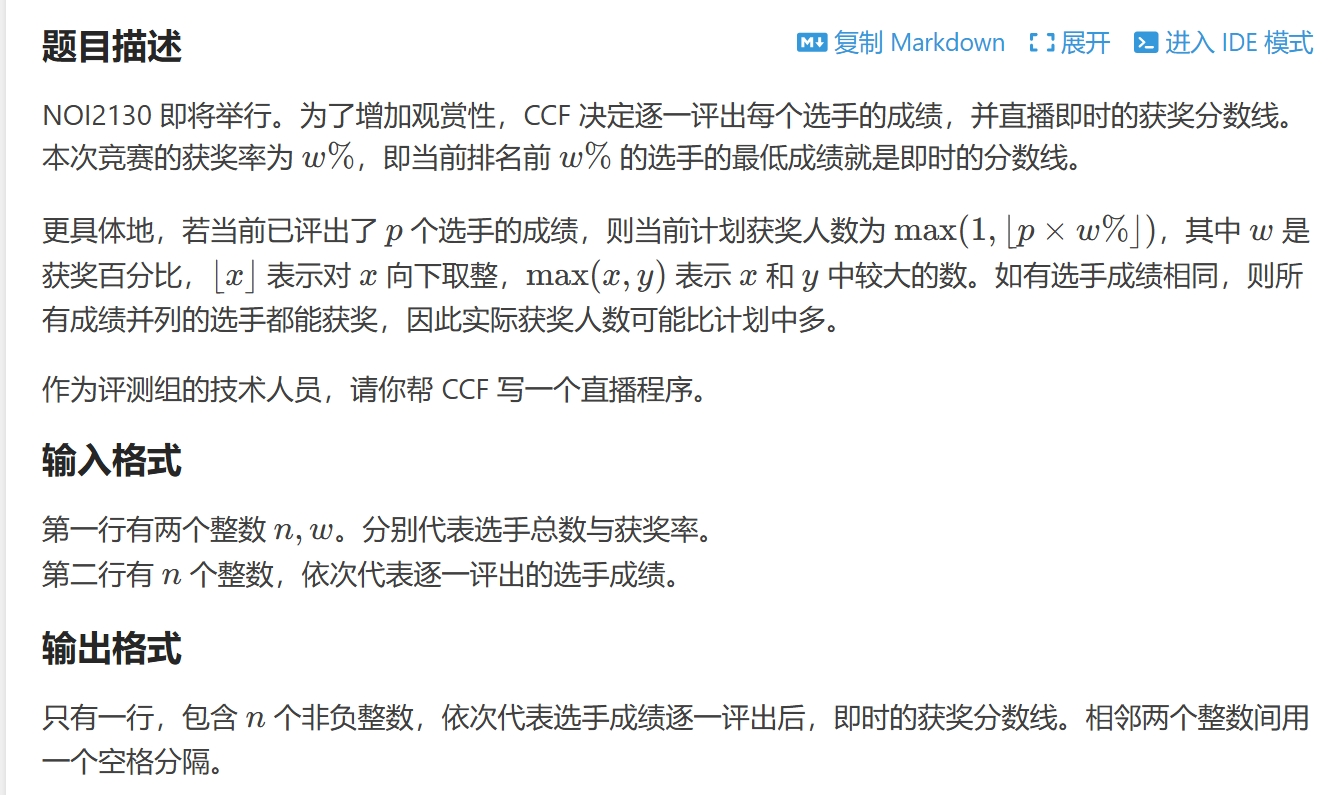 题目描述
复制 Markdown 展开 进入 IDE 模式
NOI2130 即将举行。为了增加观赏性，CCF 决定逐一评出每个选手的成绩，并直播即时的获奖分数线。
本次竞赛的获奖率为 w%，即当前排名前 w% 的选手的最低成绩就是即时的分数线。
更具体地，若当前已评出了 p 个选手的成绩，则当前计划获奖人数为 max(1, ⌊p × w%⌋)，其中 w 是
获奖百分比，⌊x⌋ 表示对 x 向下取整，max(x, y) 表示 x 和 y 中较大的数。如有选手成绩相同，则所
有成绩并列的选手都能获奖，因此实际获奖人数可能比计划中多。
作为评测组的技术人员，请你帮 CCF 写一个直播程序。
输入格式
第一行有两个整数 n, w。分别代表选手总数与获奖率。
第二行有 n 个整数，依次代表逐一评出的选手成绩。
输出格式
只有一行，包含 n 个非负整数，依次代表选手成绩逐一评出后，即时的获奖分数线。相邻两个整数间用
一个空格分隔。